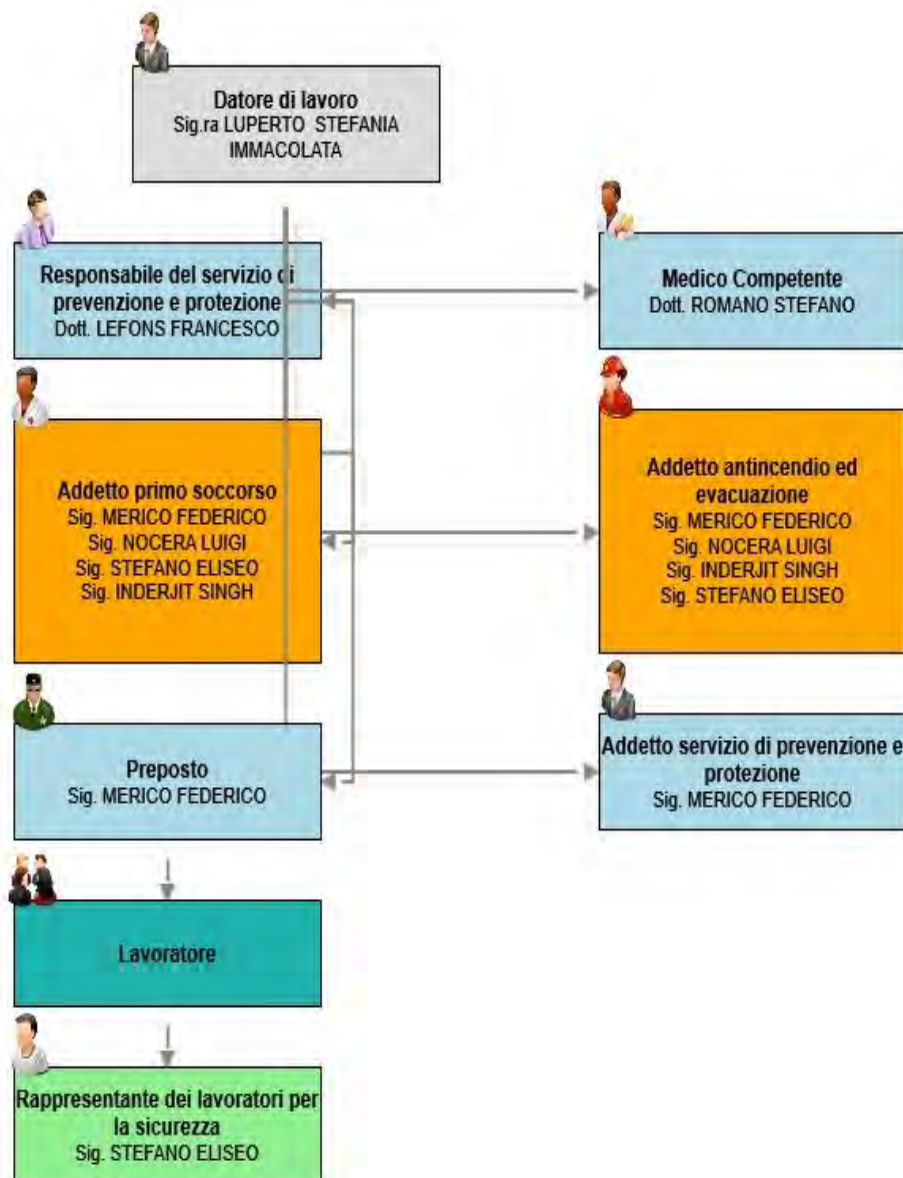 Datore di lavoro
Sig.ra LUPERTO STEFANIA
IMMACOLATA
Responsabile del servizio di
prevenzione e protezione
Dott. LEFONS FRANCESCO
Medico Competente
Dott. ROMANO STEFANO
Addetto primo soccorso
Sig. MERICO FEDERICO
Sig. NOCERA LUIGI
Sig. STEFANO ELISEO
Sig. INDERJIT SINGH
Addetto antincendio ed
evacuazione
Sig. MERICO FEDERICO
Sig. NOCERA LUIGI
Sig. INDERJIT SINGH
Sig. STEFANO ELISEO
Preposto
Sig. MERICO FEDERICO
Addetto servizio di prevenzione e
protezione
Sig. MERICO FEDERICO
Lavoratore
Rappresentante dei lavoratori per
la sicurezza
Sig. STEFANO ELISEO